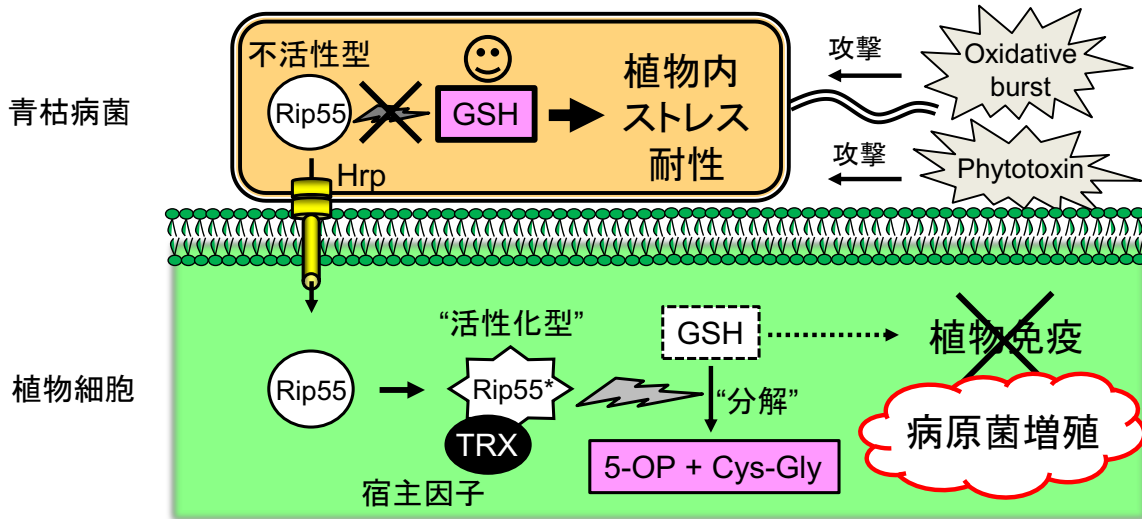 青枯病菌
不活性型
Rip55
GSH
植物内
ストレス
耐性
攻撃
Oxidative
burst
攻撃
Phytotoxin
Hrp
植物細胞
Rip55
“活性化型”
Rip55*
TRX
宿主因子
GSH
“分解”
5-OP + Cys-Gly
植物免疫
病原菌増殖